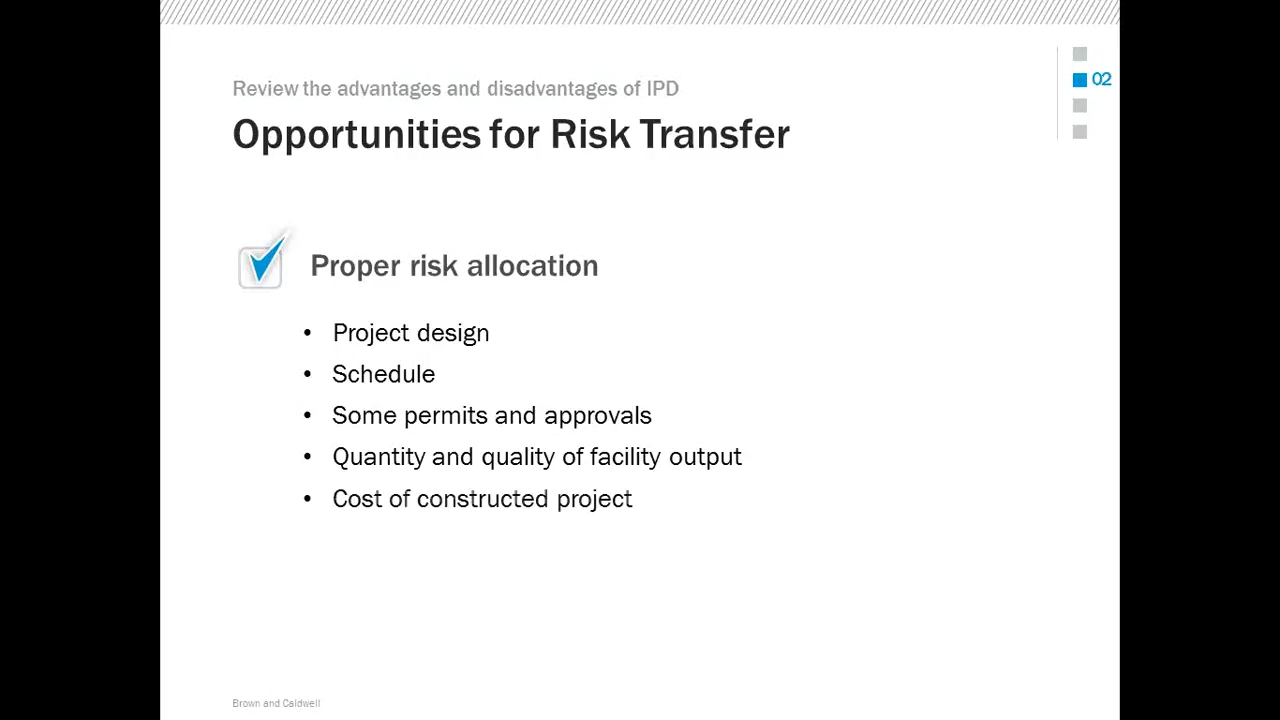 Review the advantages and disadvantages of IPD
02
Opportunities for Risk Transfer
Proper risk allocation
• Project design
• Schedule
• Some permits and approvals
• Quantity and quality of facility output
• Cost of constructed project
Brown and Caldwell